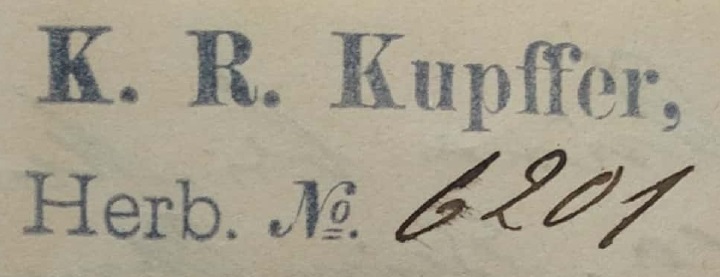 K. R. Kupffer,
Herb. №. 6201